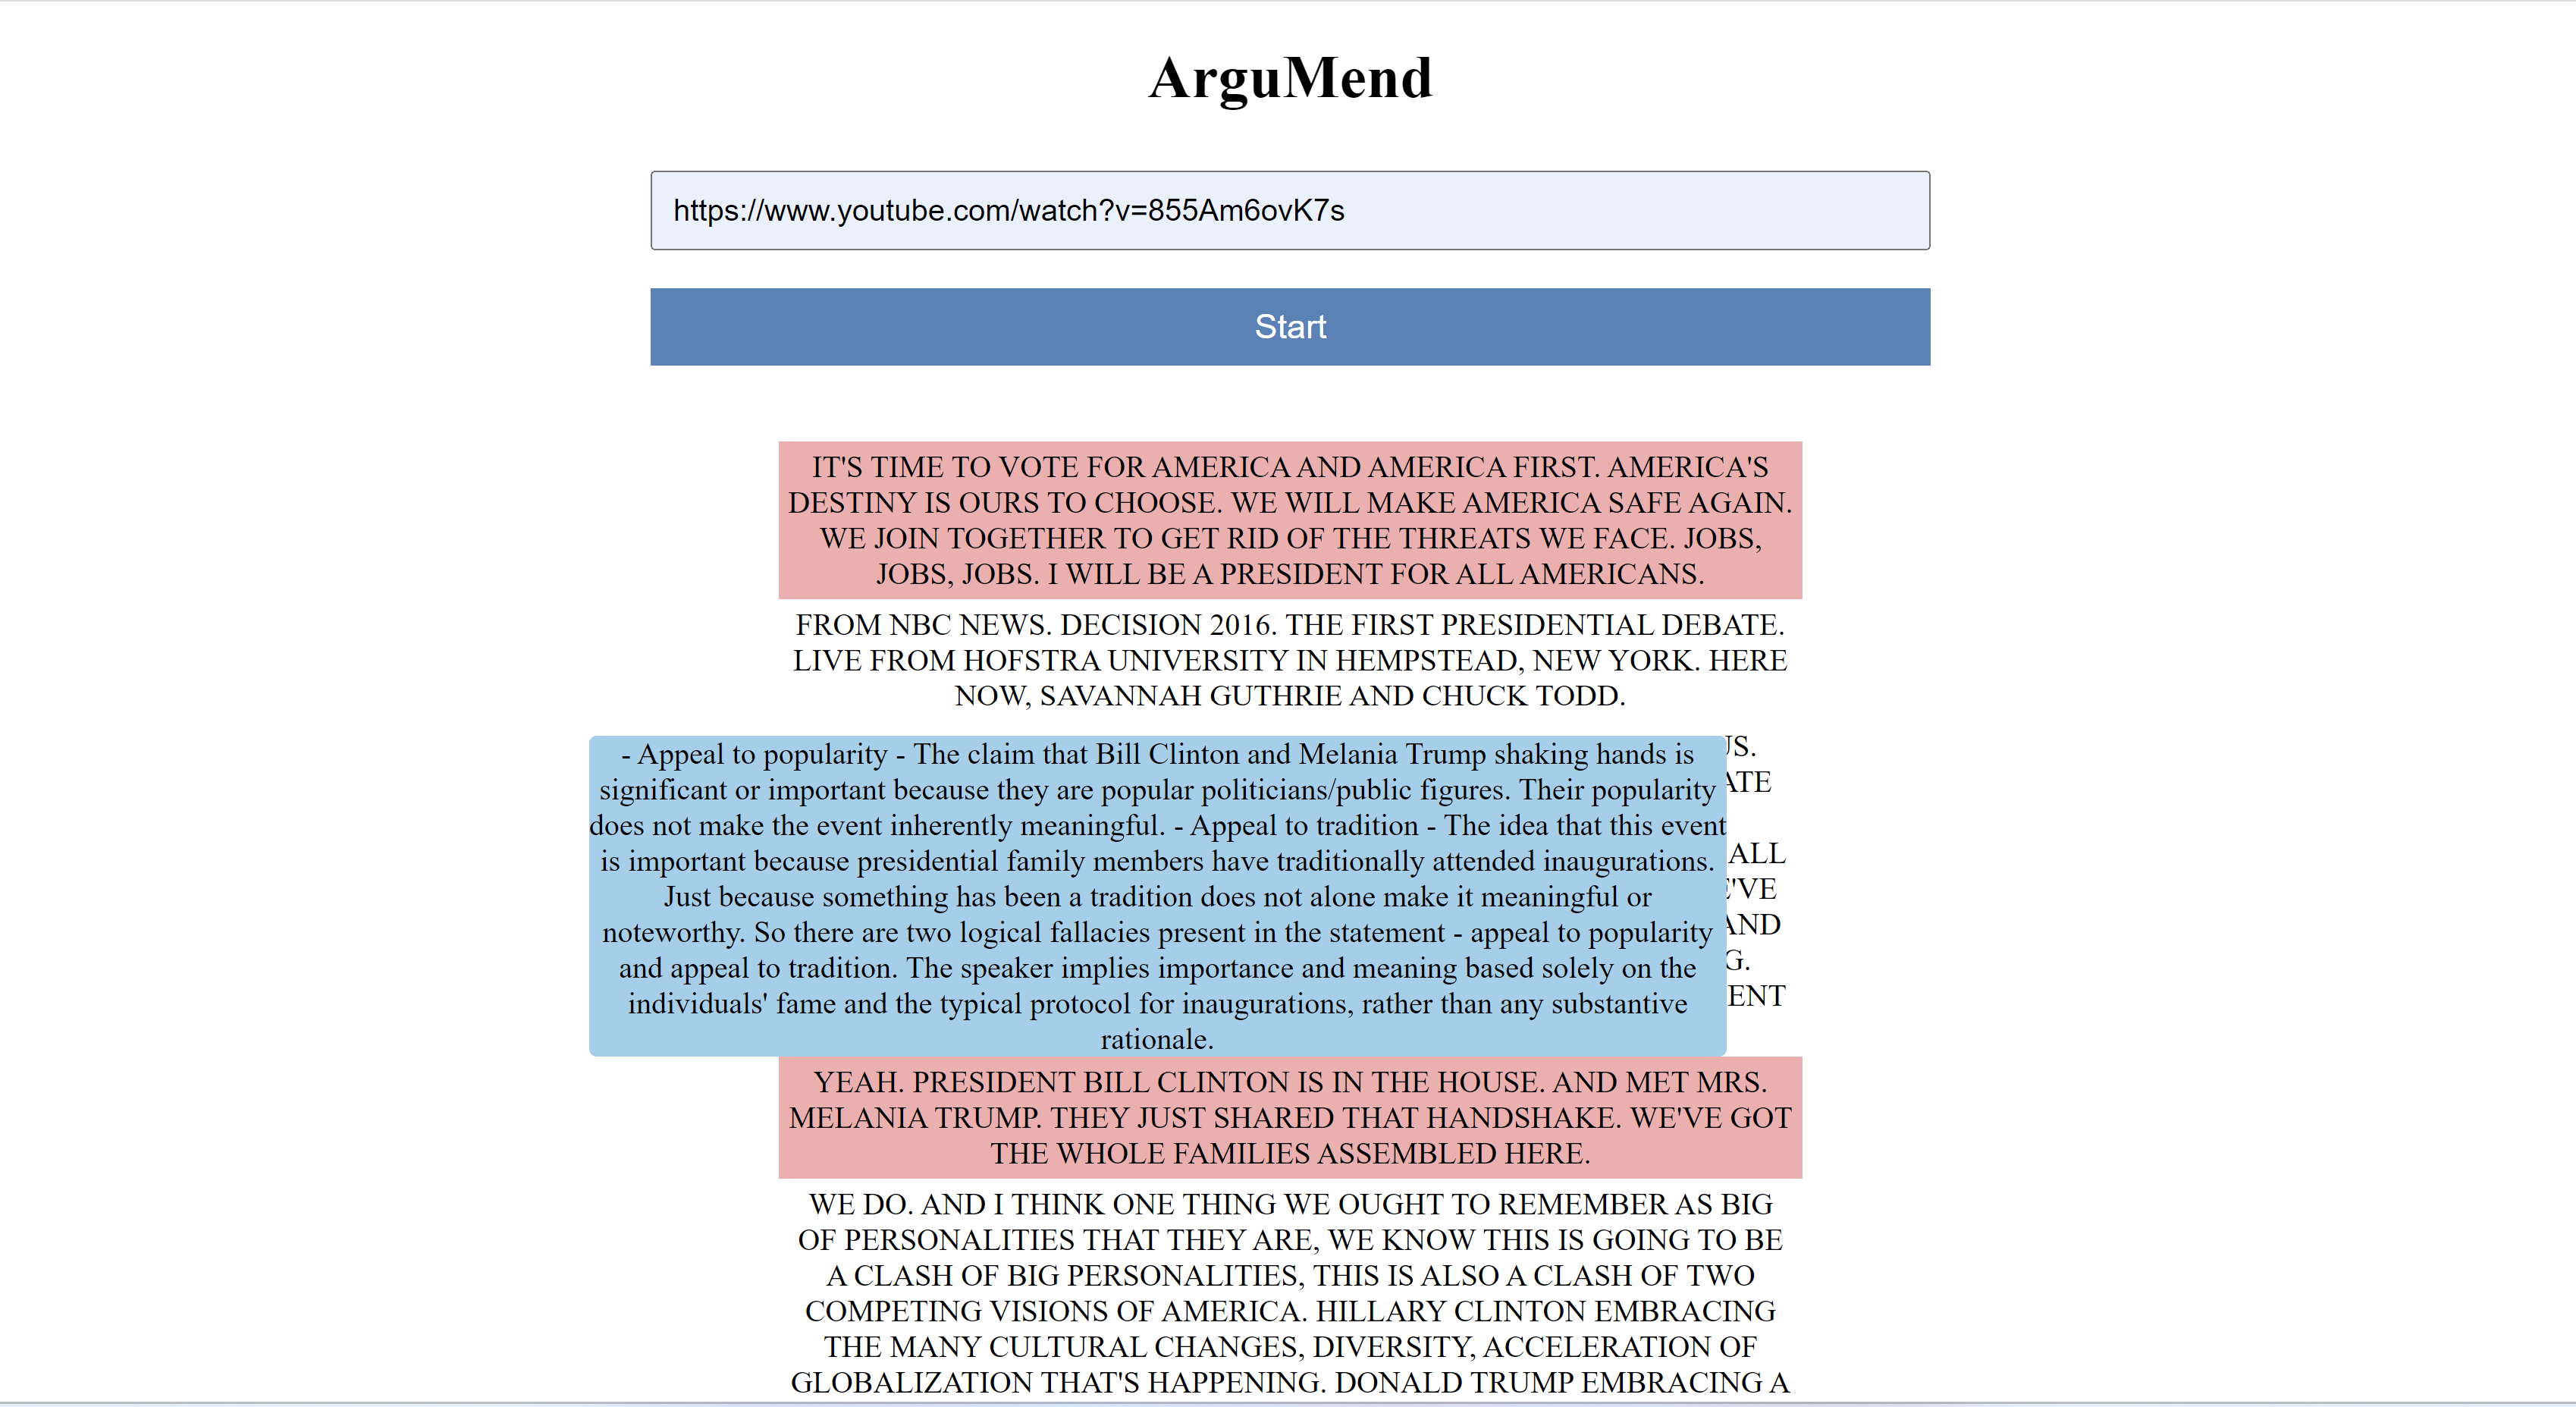 ArguMend
https://www.youtube.com/watch?v=855Am6ovK7s
Start
IT'S TIME TO VOTE FOR AMERICA AND AMERICA FIRST. AMERICA'S
DESTINY IS OURS TO CHOOSE. WE WILL MAKE AMERICA SAFE AGAIN.
WE JOIN TOGETHER TO GET RID OF THE THREATS WE FACE. JOBS,
JOBS, JOBS. I WILL BE A PRESIDENT FOR ALL AMERICANS.
FROM NBC NEWS. DECISION 2016. THE FIRST PRESIDENTIAL DEBATE.
LIVE FROM HOFSTRA UNIVERSITY IN HEMPSTEAD, NEW YORK. HERE
NOW, SAVANNAH GUTHRIE AND CHUCK TODD.
- Appeal to popularity - The claim that Bill Clinton and Melania Trump shaking hands is
significant or important because they are popular politicians/public figures. Their popularity
does not make the event inherently meaningful. - Appeal to tradition - The idea that this event
is important because presidential family members have traditionally attended inaugurations.
Just because something has been a tradition does not alone make it meaningful or
noteworthy. So there are two logical fallacies present in the statement - appeal to popularity
and appeal to tradition. The speaker implies importance and meaning based solely on the
individuals' fame and the typical protocol for inaugurations, rather than any substantive
rationale.
ALL
YEAH. PRESIDENT BILL CLINTON IS IN THE HOUSE. AND MET MRS.
MELANIA TRUMP. THEY JUST SHARED THAT HANDSHAKE. WE'VE GOT
THE WHOLE FAMILIES ASSEMBLED HERE.
WE DO. AND I THINK ONE THING WE OUGHT TO REMEMBER AS BIG
OF PERSONALITIES THAT THEY ARE, WE KNOW THIS IS GOING TO BE
A CLASH OF BIG PERSONALITIES, THIS IS ALSO A CLASH OF TWO
COMPETING VISIONS OF AMERICA. HILLARY CLINTON EMBRACING
THE MANY CULTURAL CHANGES, DIVERSITY, ACCELERATION OF
GLOBALIZATION THAT'S HAPPENING. DONALD TRUMP EMBRACING A